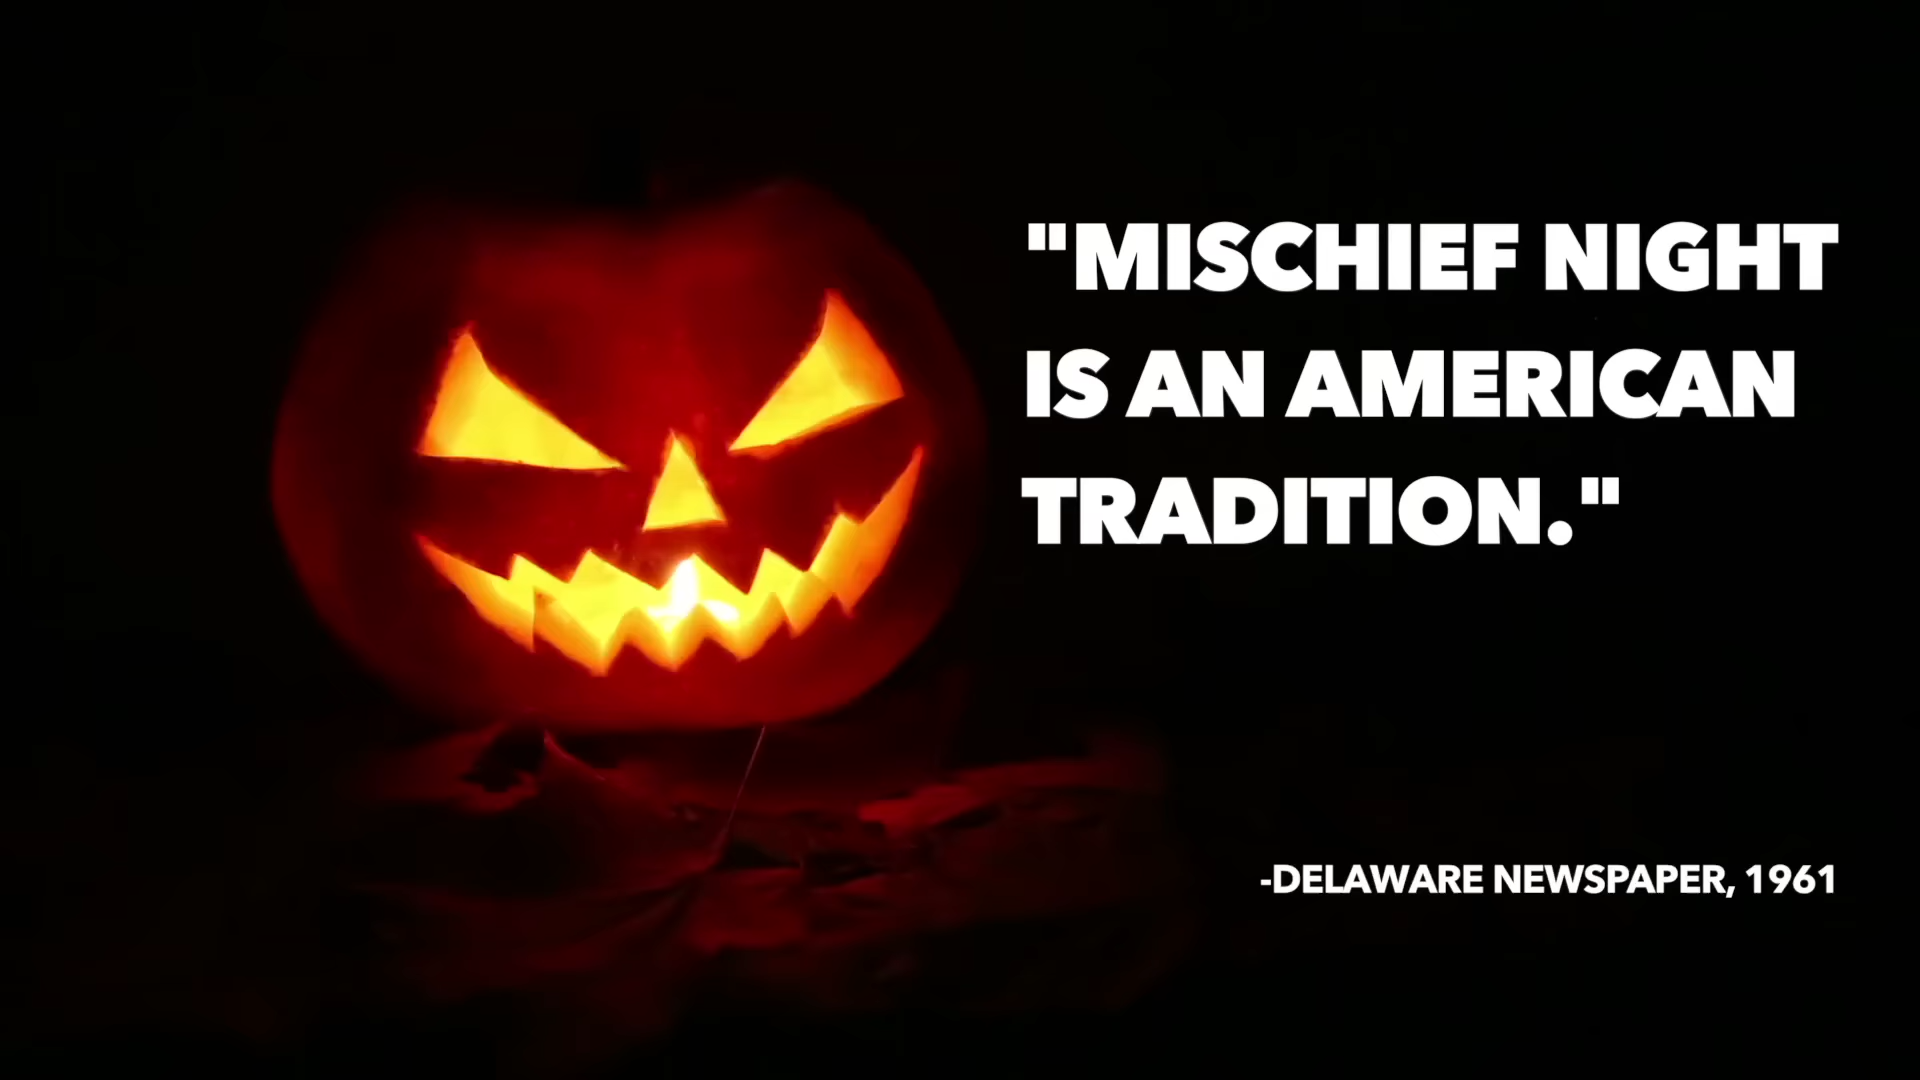 "MISCHIEF NIGHT
IS AN AMERICAN
TRADITION."
-DELAWARE NEWSPAPER, 1961